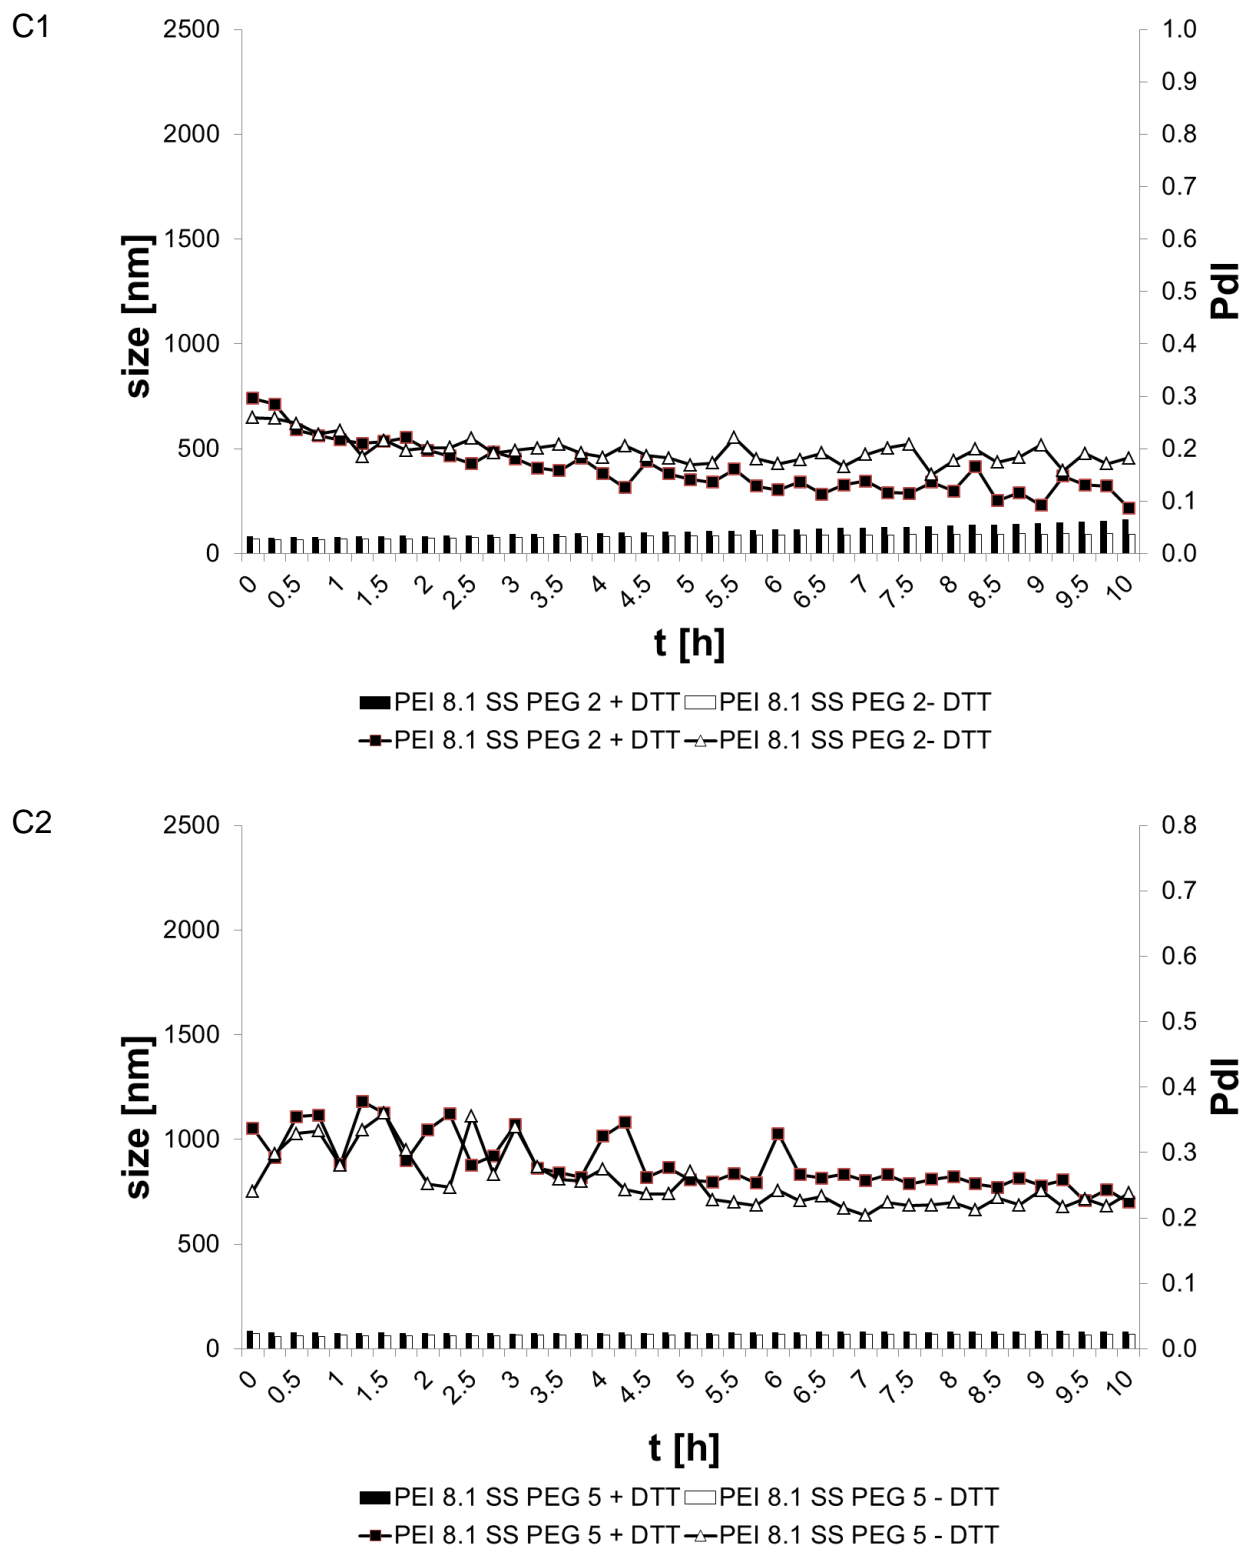 C1
2500
2000
1500
1000
500
0
size [nm]
1.0
0.9
0.8
0.7
0.6
0.5
0.4
0.3
0.2
0.1
0.0
PdI
0 0.5 1 1.5 2 2.5 3 3.5 4 4.5 5 5.5 6 6.5 7 7.5 8 8.5 9 9.5 10
t [h]
PEI 8.1 SS PEG 2 + DTT PEI 8.1 SS PEG 2- DTT
PEI 8.1 SS PEG 2 + DTT PEI 8.1 SS PEG 2- DTT
C2
2500
2000
1500
1000
500
0
size [nm]
0.8
0.7
0.6
0.5
0.4
0.3
0.2
0.1
0.0
PdI
0 0.5 1 1.5 2 2.5 3 3.5 4 4.5 5 5.5 6 6.5 7 7.5 8 8.5 9 9.5 10
t [h]
PEI 8.1 SS PEG 5 + DTT PEI 8.1 SS PEG 5 - DTT
PEI 8.1 SS PEG 5 + DTT PEI 8.1 SS PEG 5 - DTT